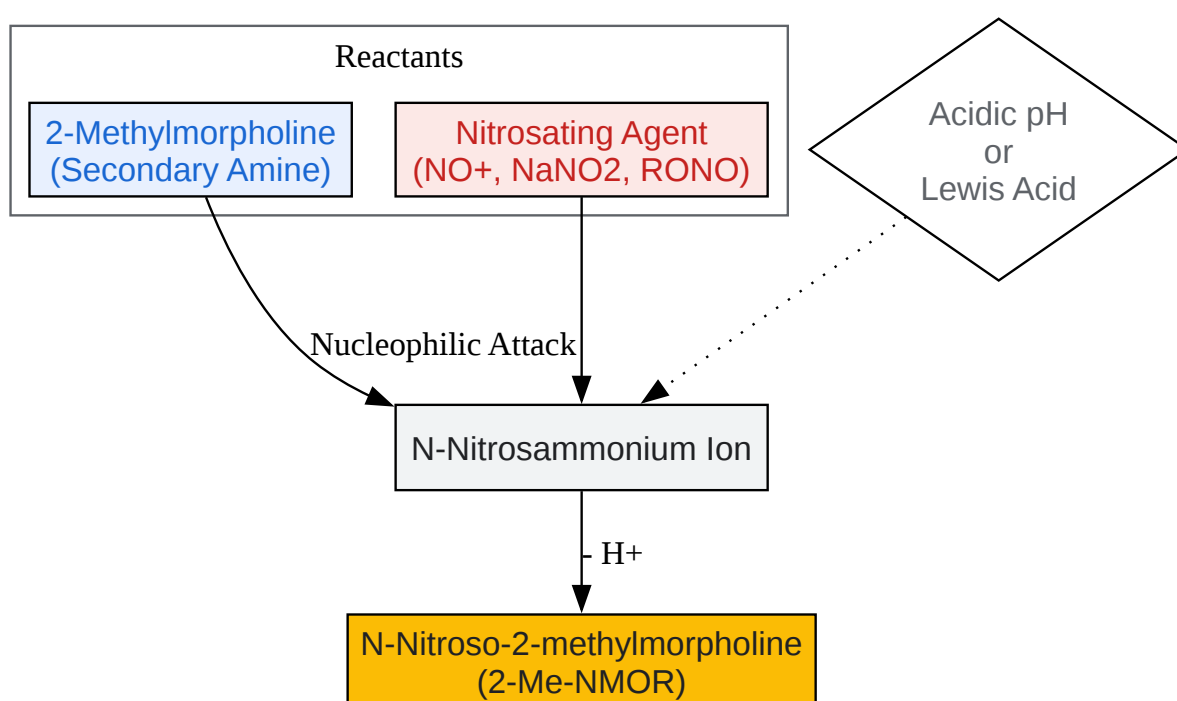 Reactants
2-Methylmorpholine
(Secondary Amine)
Nitrosating Agent
(NO+, NaNO2, RONO)
Acidic pH
or
Lewis Acid
Nucleophilic Attack
N-Nitrosammonium Ion
- H+
N-Nitroso-2-methylmorpholine
(2-Me-NMOR)